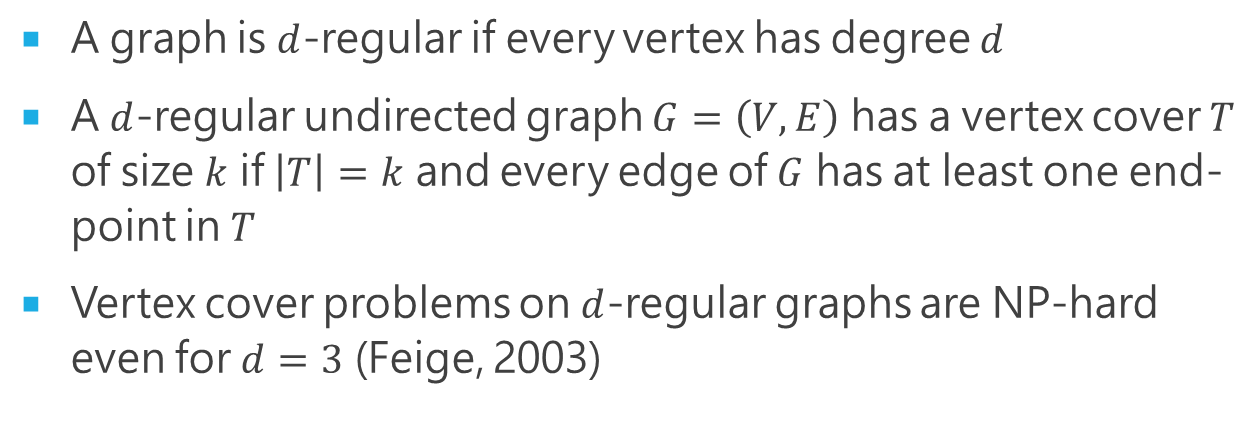 ▪ A graph is 𝑑-regular if every vertex has degree 𝑑
▪ A 𝑑-regular undirected graph 𝐺 = (𝑉, 𝐸) has a vertex cover 𝑇
of size 𝑘 if |𝑇| = 𝑘 and every edge of 𝐺 has at least one end-
point in 𝑇
▪ Vertex cover problems on 𝑑-regular graphs are NP-hard
even for 𝑑 = 3 (Feige, 2003)